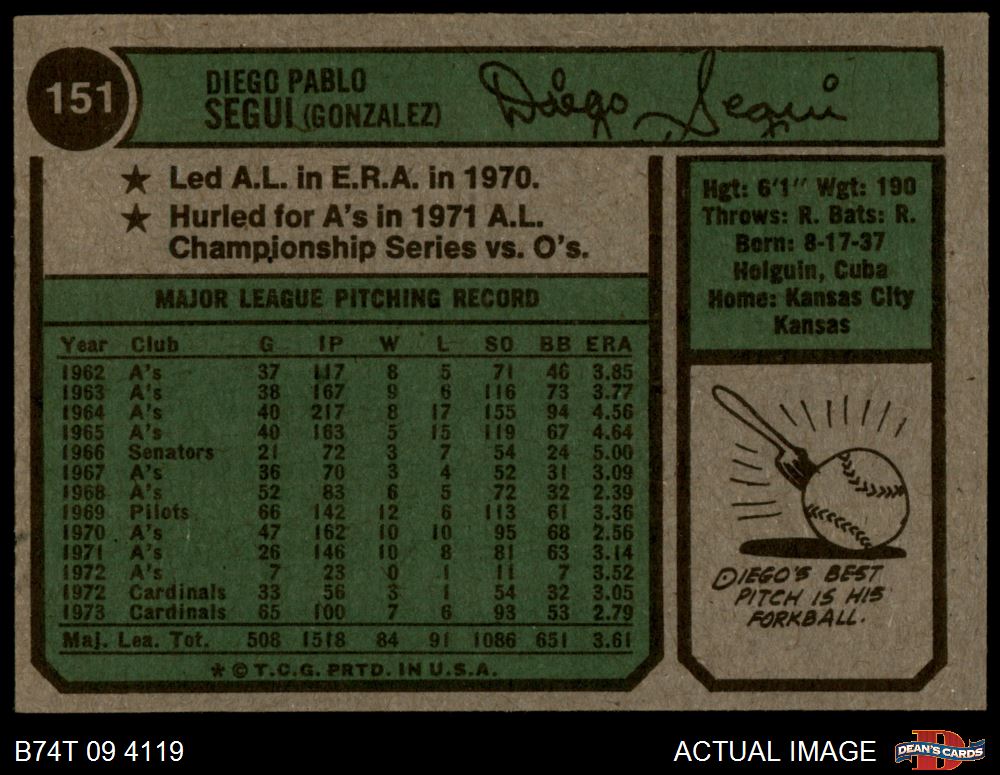 151
DIEGO PABLO
SEGUI (GONZALEZ)
Diego Segui
★ Led A.L. in E.R.A. in 1970.
★ Hurled for A's in 1971 A.L.
Championship Series vs. O's.
MAJOR LEAGUE PITCHING RECORD
Year Club G IP W L SO BB ERA
1962 A's 37 117 8 5 71 46 3.85
1963 A's 38 167 9 6 116 73 3.77
1964 A's 40 217 8 17 155 94 4.56
1965 A's 40 163 5 15 119 67 4.64
1966 Senators 21 72 3 7 54 24 5.00
1967 A's 36 70 3 4 52 31 3.09
1968 A's 52 83 6 5 72 32 2.39
1969 Pilots 66 142 12 6 113 61 3.36
1970 A's 47 162 10 10 95 68 2.56
1971 A's 26 146 10 8 81 63 3.14
1972 A's 7 23 0 1 11 7 3.52
1972 Cardinals 33 56 3 1 54 32 3.05
1973 Cardinals 65 100 7 6 93 53 2.79
Maj. Lea. Tot. 508 1518 84 91 1086 651 3.61
* © T.C.G. PRTD. IN U.S.A.
Hgt: 6'1" Wgt: 190
Throws: R. Bats: R.
Born: 8-17-37
Holguin, Cuba
Home: Kansas City
Kansas
DIEGO'S BEST
PITCH IS HIS
FORKBALL.
B74T 09 4119
ACTUAL IMAGE
D
DEAN'S CARDS